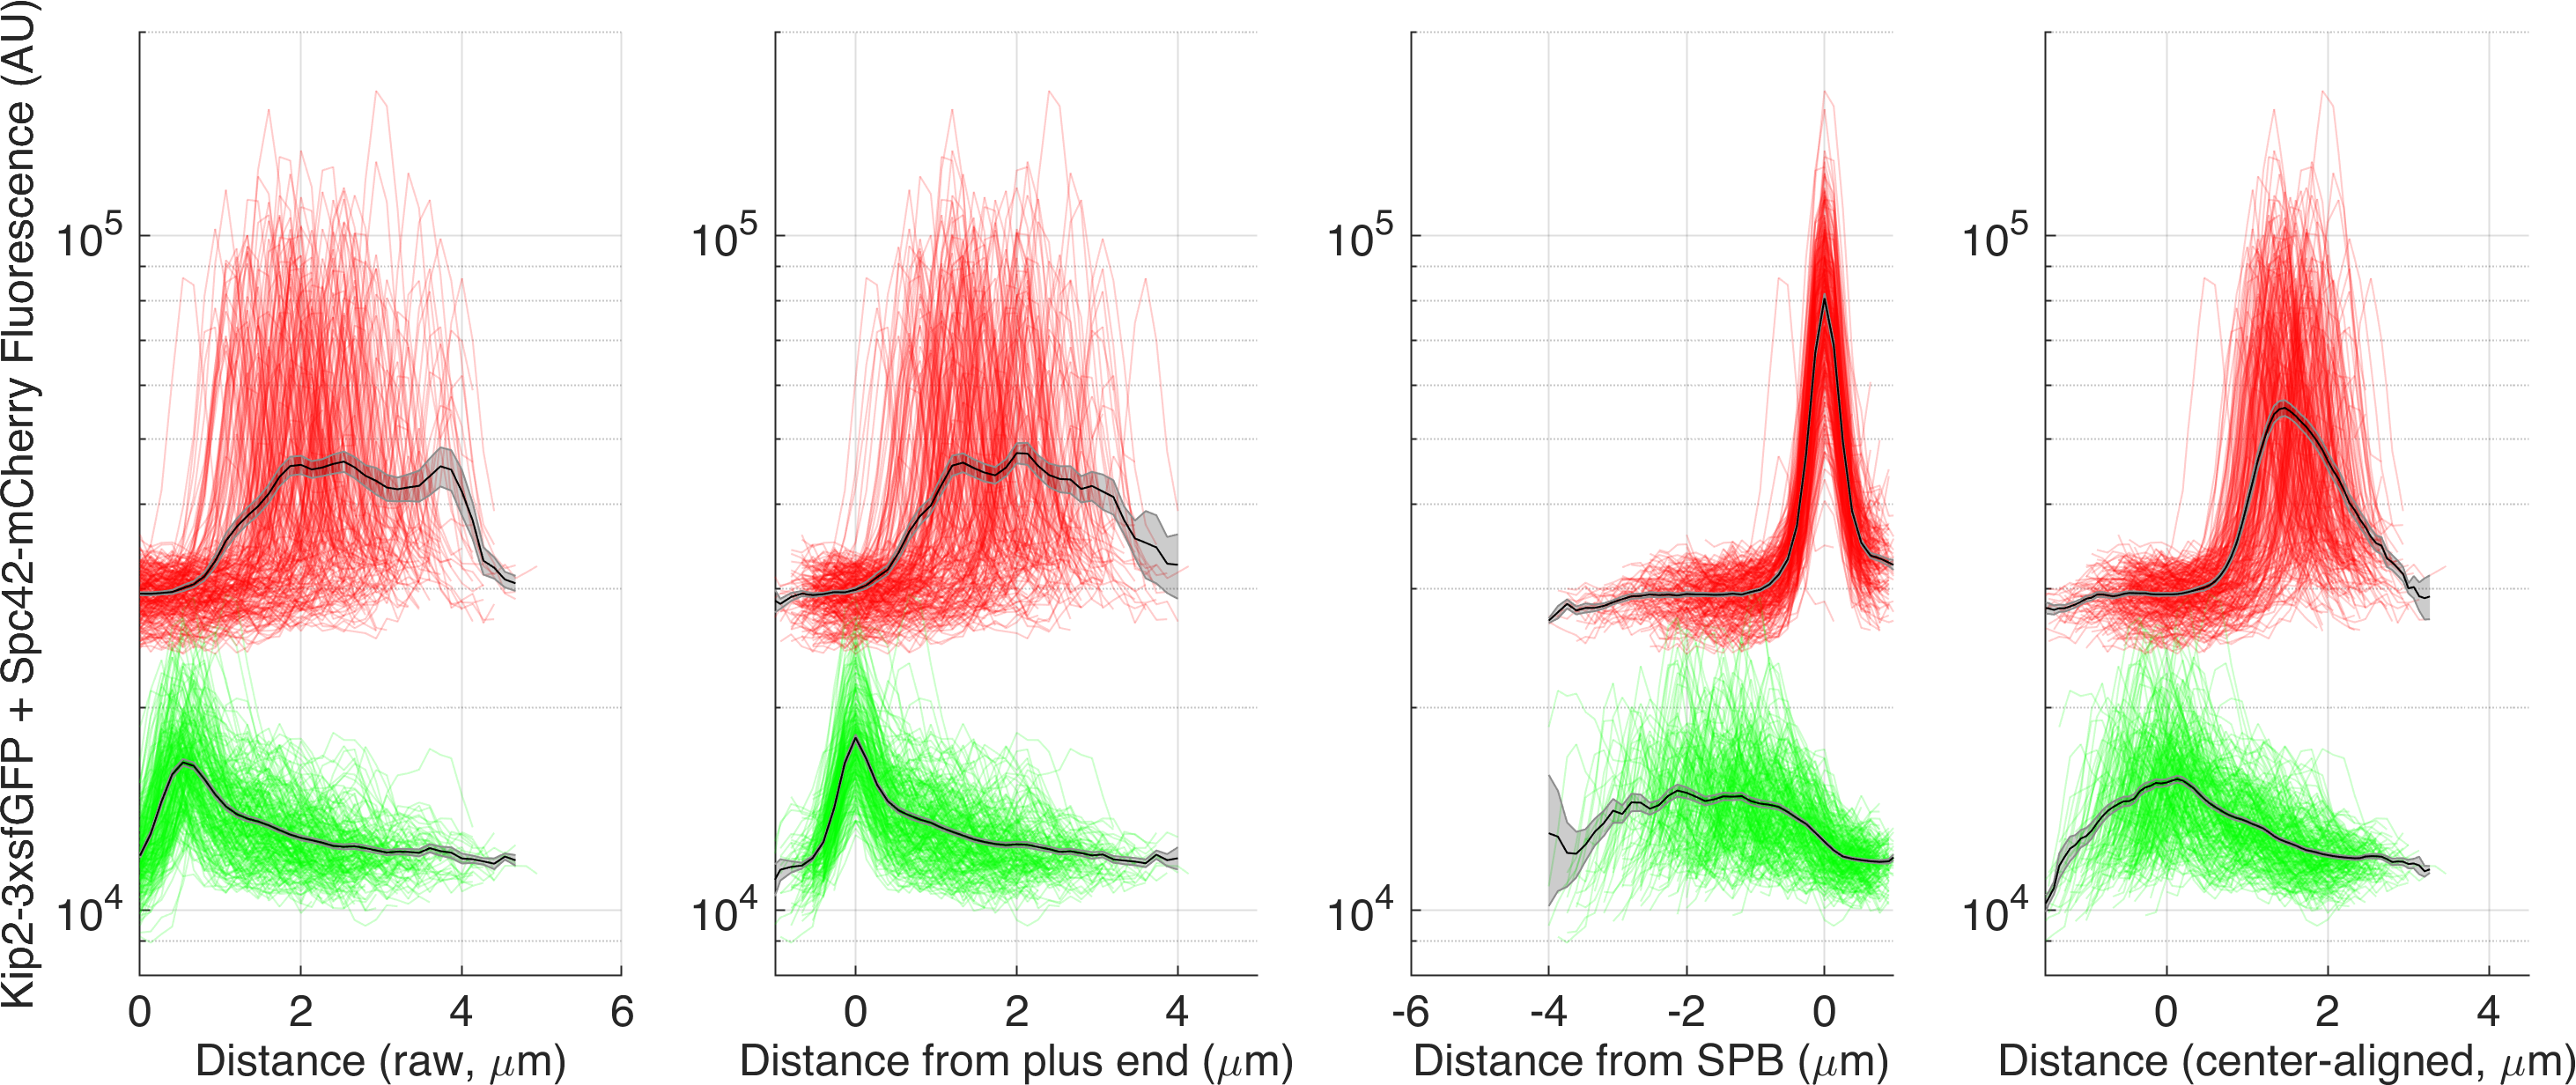 Kip2-3xsfGFP + Spc42-mCherry Fluorescence (AU)
10^5
10^4
0 2 4 6
Distance (raw, μm)
10^5
10^4
0 2 4
Distance from plus end (μm)
10^5
10^4
-6 -4 -2 0
Distance from SPB (μm)
10^5
10^4
0 2 4
Distance (center-aligned, μm)